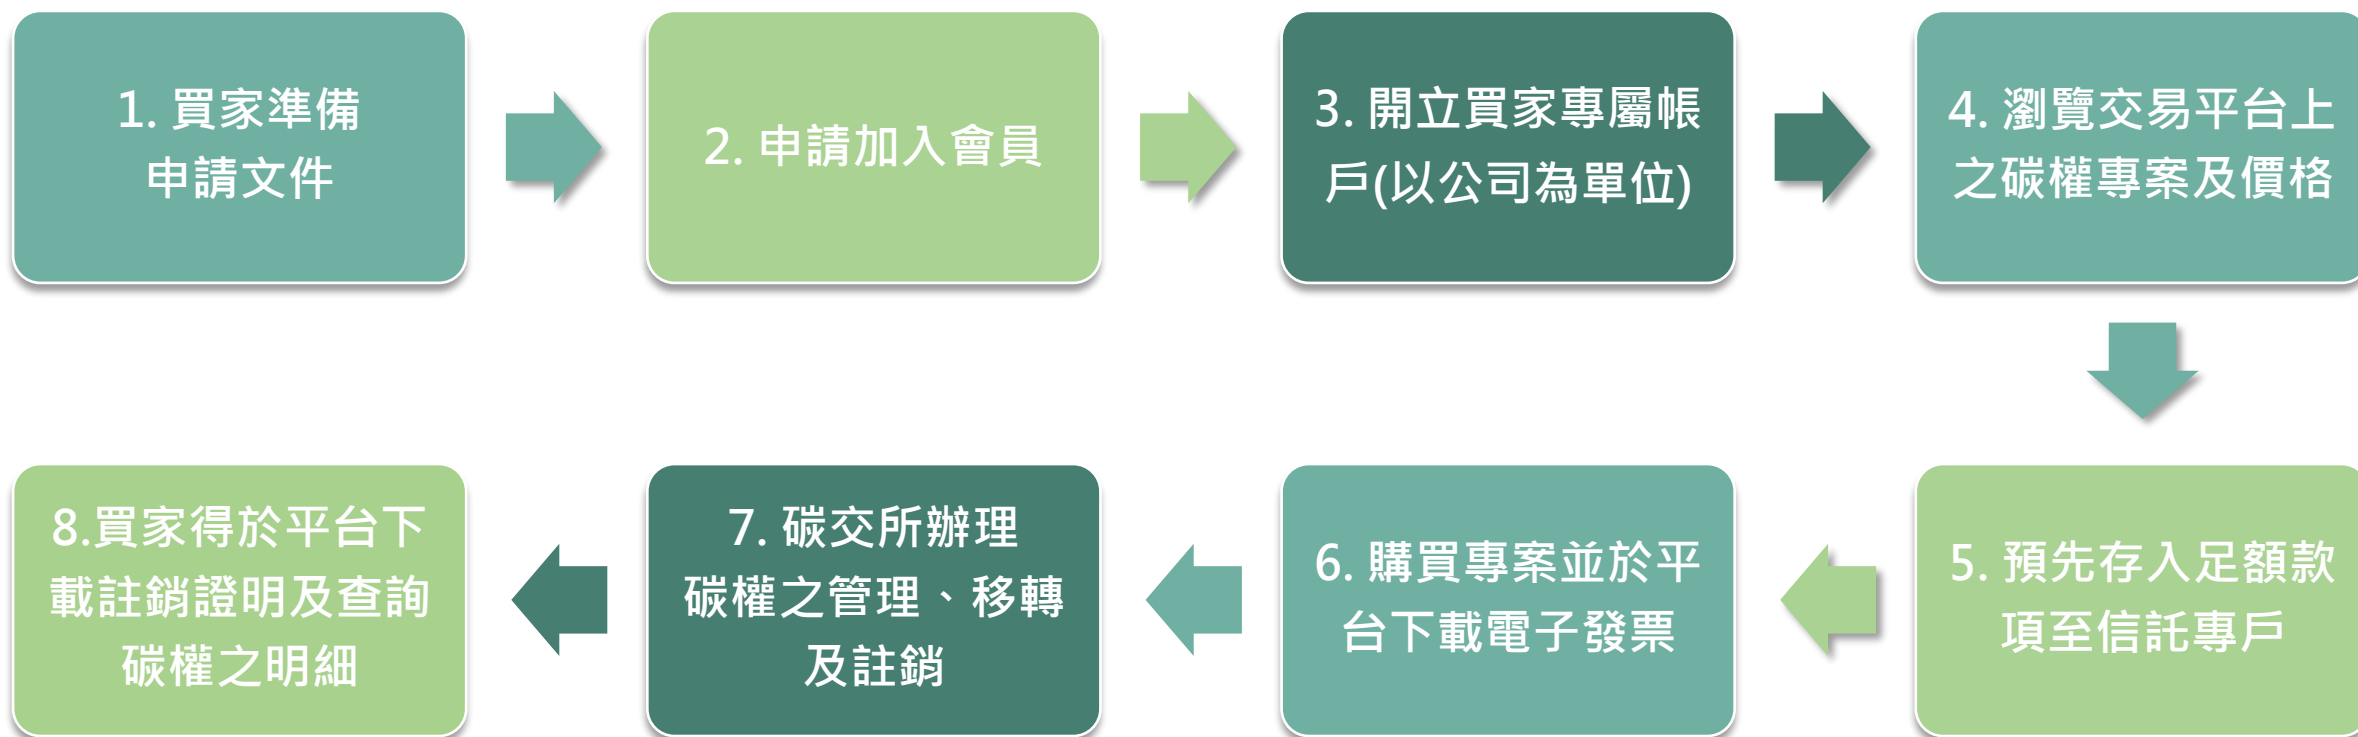 1. 買家準備
申請文件
2. 申請加入會員
3. 開立買家專屬帳
戶(以公司為單位)
4. 瀏覽交易平台上
之碳權專案及價格
5. 預先存入足額款
項至信託專戶
6. 購買專案並於平
台下載電子發票
7. 碳交所辦理
碳權之管理、移轉
及註銷
8.買家得於平台下
載註銷證明及查詢
碳權之明細